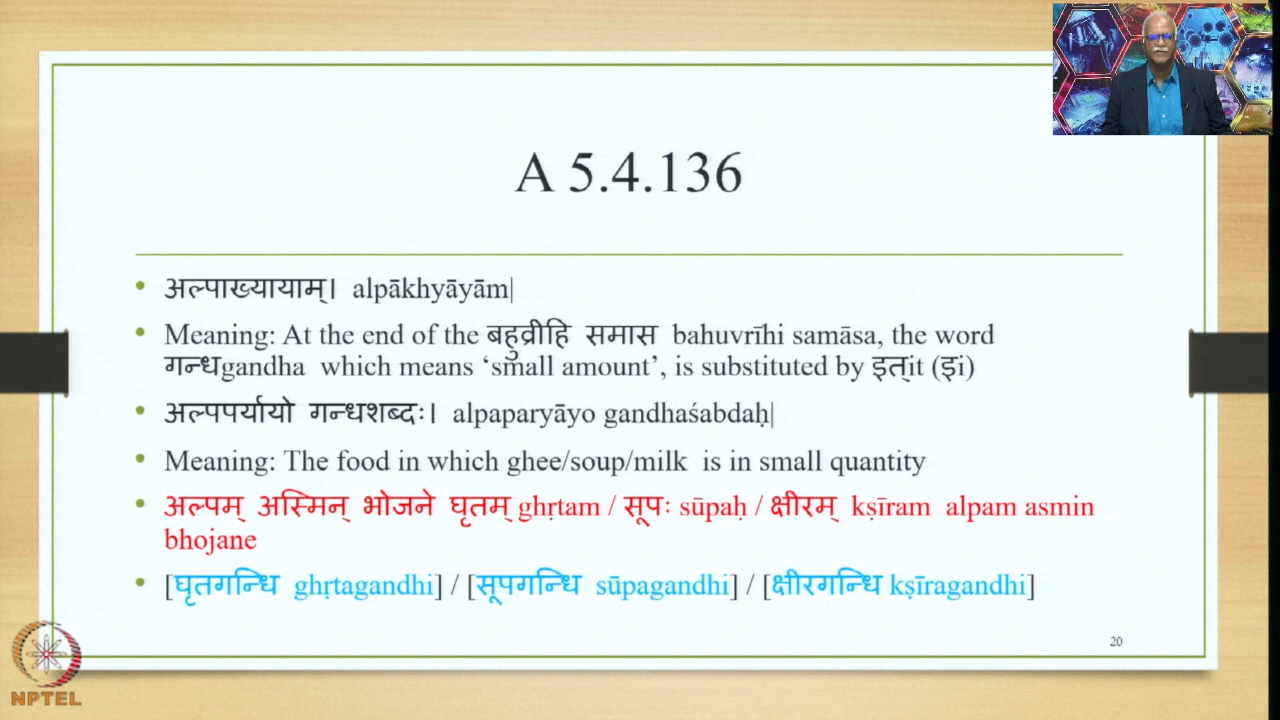 A 5.4.136
अल्पाख्यायाम्। alpākhyāyām|
Meaning: At the end of the बहुव्रीहि समास bahuvrīhi samāsa, the word
गन्धgandha which means ‘small amount’, is substituted by इत्it (इi)
अल्पपर्यायो गन्धशब्दः। alpaparyāyo gandhaśabdaḥ|
Meaning: The food in which ghee/soup/milk is in small quantity
अल्पम् अस्मिन् भोजने घृतम् ghṛtam / सूपः sūpaḥ / क्षीरम् kṣīram alpam asmin
bhojane
[घृतगन्धि ghṛtagandhi] / [सूपगन्धि sūpagandhi] / [क्षीरगन्धि kṣīragandhi]
20
NPTEL